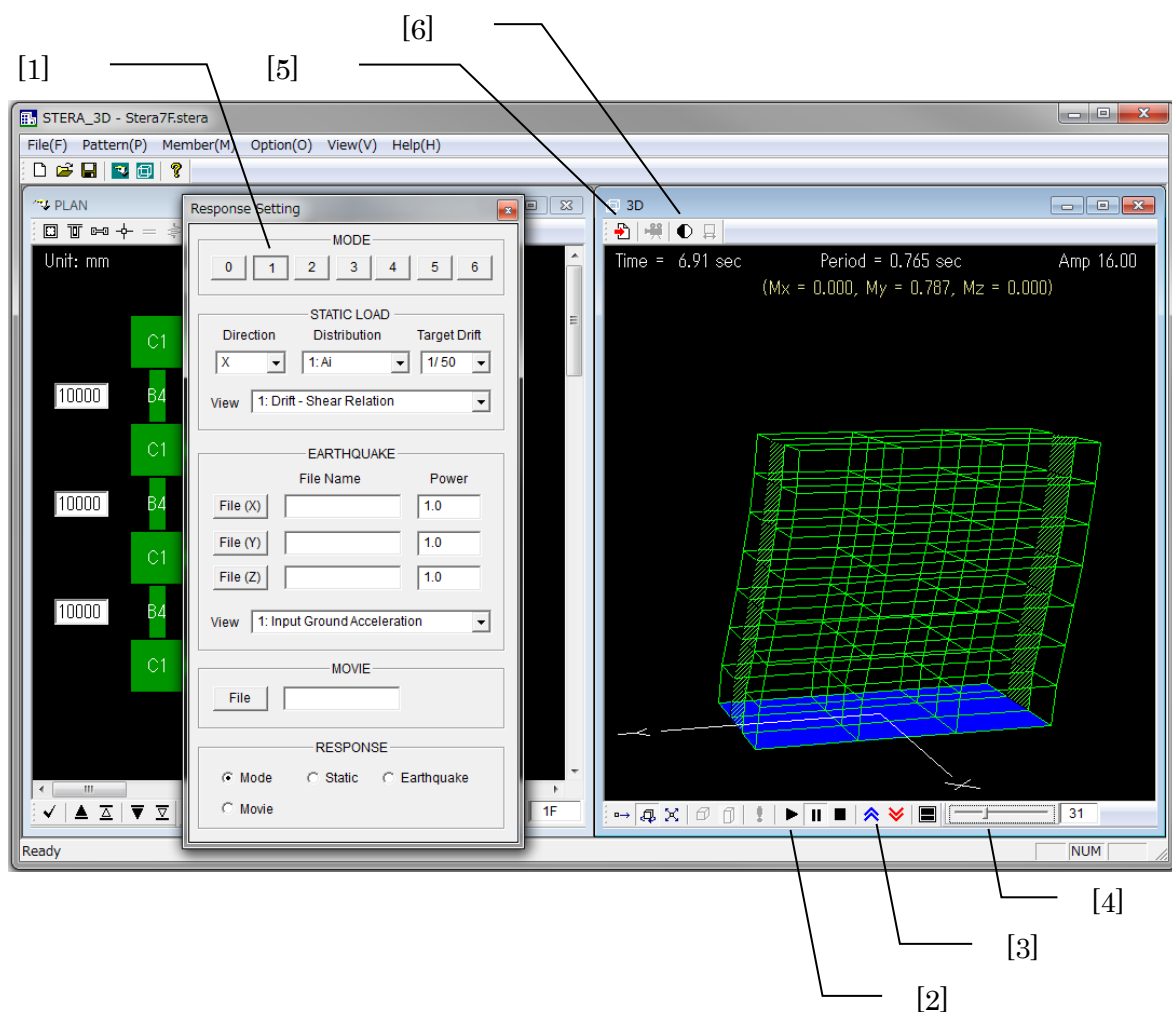 [6]
[1]
[5]
STERA_3D - Stera7F.stera
File(F) Pattern(P) Member(M) Option(O) View(V) Help(H)
PLAN
Unit: mm
C1
10000 B4
C1
10000 B4
C1
10000 B4
C1
1F
Response Setting
MODE
0 1 2 3 4 5 6
STATIC LOAD
Direction Distribution Target Drift
X 1: Ai 1/ 50
View 1: Drift - Shear Relation
EARTHQUAKE
File Name Power
File (X) 1.0
File (Y) 1.0
File (Z) 1.0
View 1: Input Ground Acceleration
MOVIE
File
RESPONSE
Mode Static Earthquake
Movie
3D
Time = 6.91 sec Period = 0.765 sec Amp 16.00
(Mx = 0.000, My = 0.787, Mz = 0.000)
31
Ready
NUM
[4]
[3]
[2]